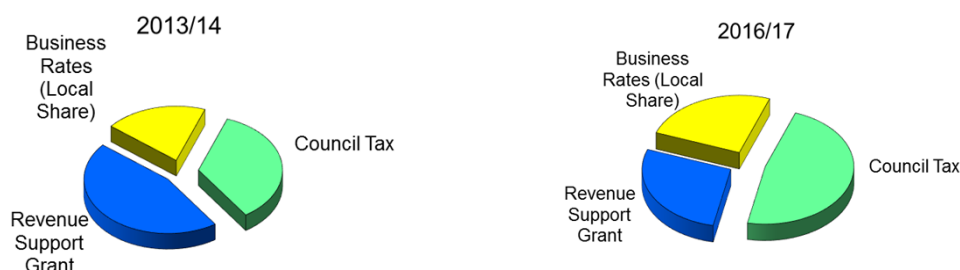 2013/14
Business
Rates
(Local
Share)
Council Tax
Revenue
Support
Grant
2016/17
Business
Rates (Local
Share)
Council Tax
Revenue
Support
Grant